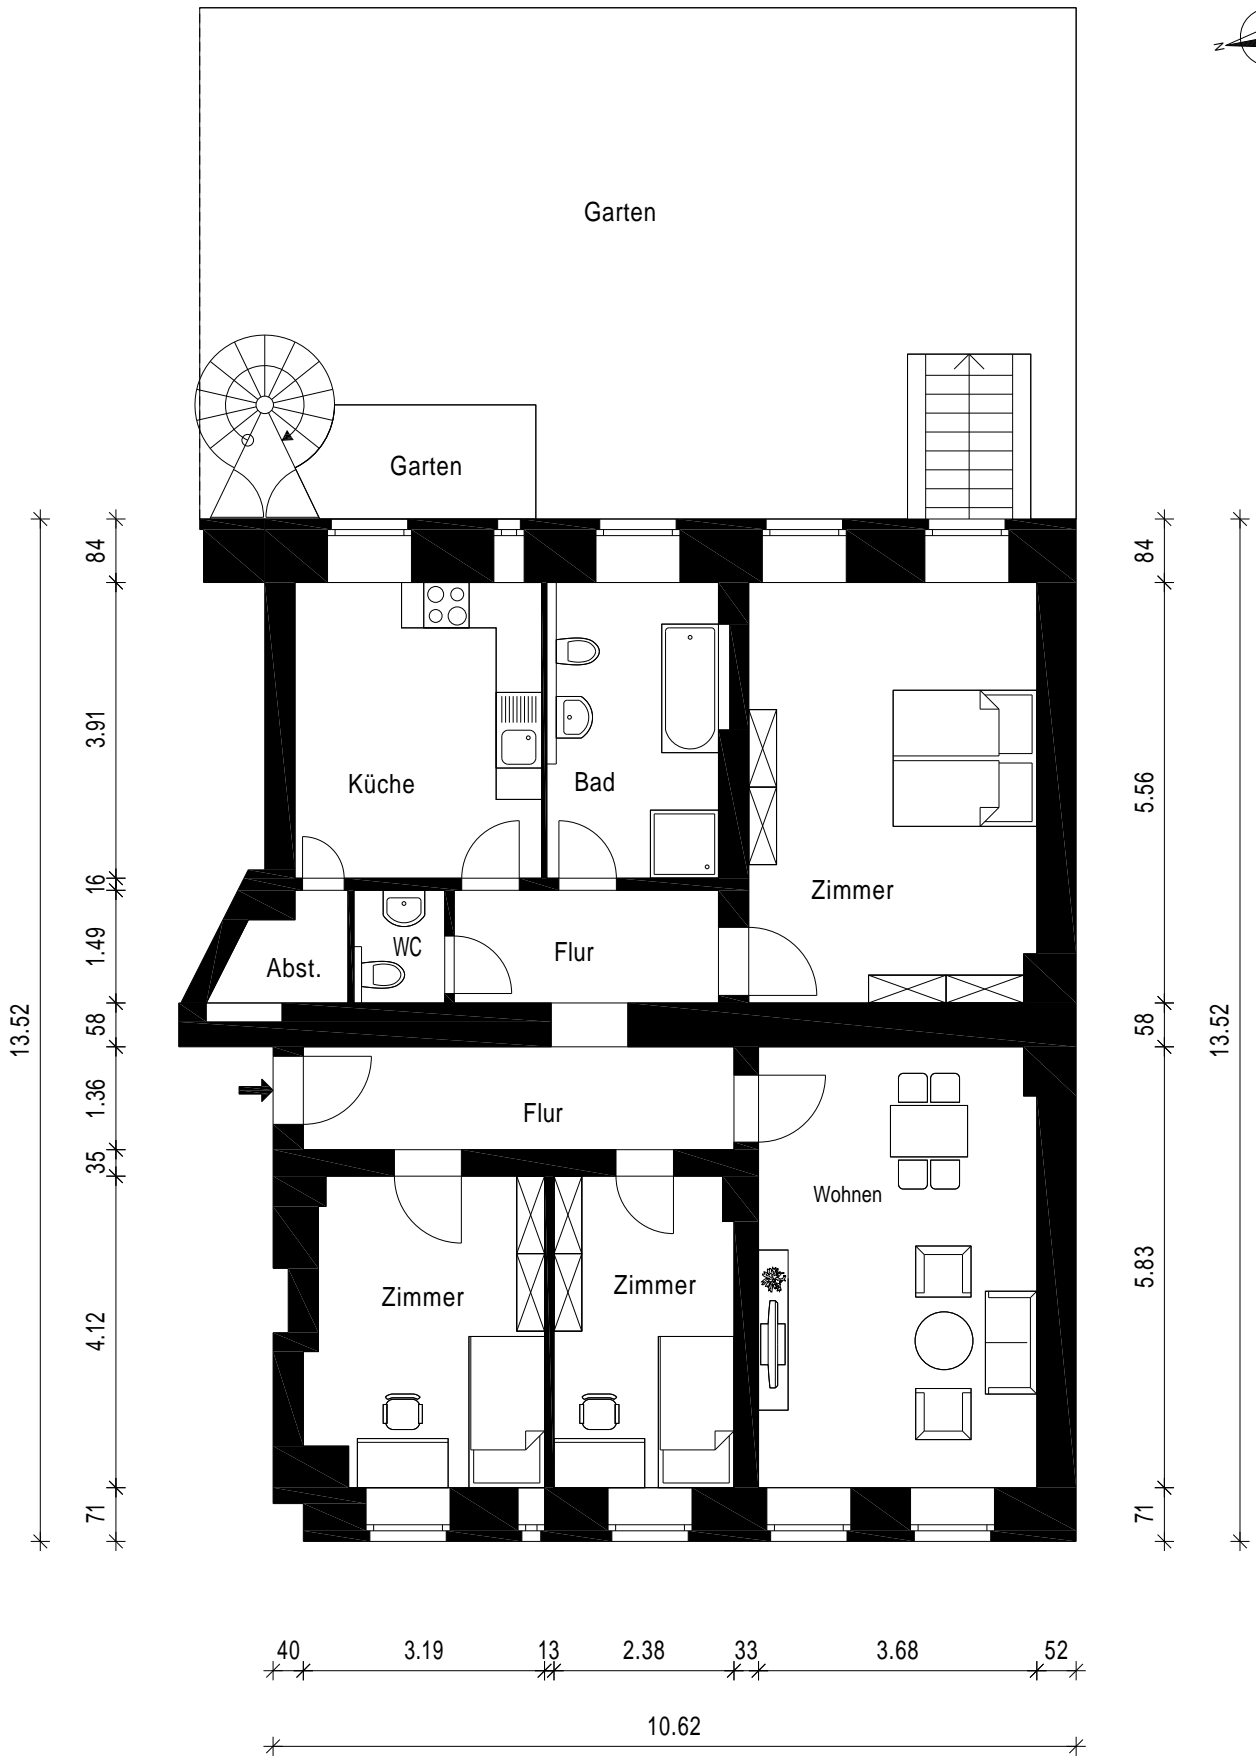 N
Garten
Garten
84
84
3.91
5.56
Küche
Bad
Zimmer
16
1.49
WC
Flur
Abst.
13.52
58
58
13.52
1.36
Flur
35
Wohnen
5.83
4.12
Zimmer
Zimmer
71
71
40
3.19
13
2.38
33
3.68
52
10.62